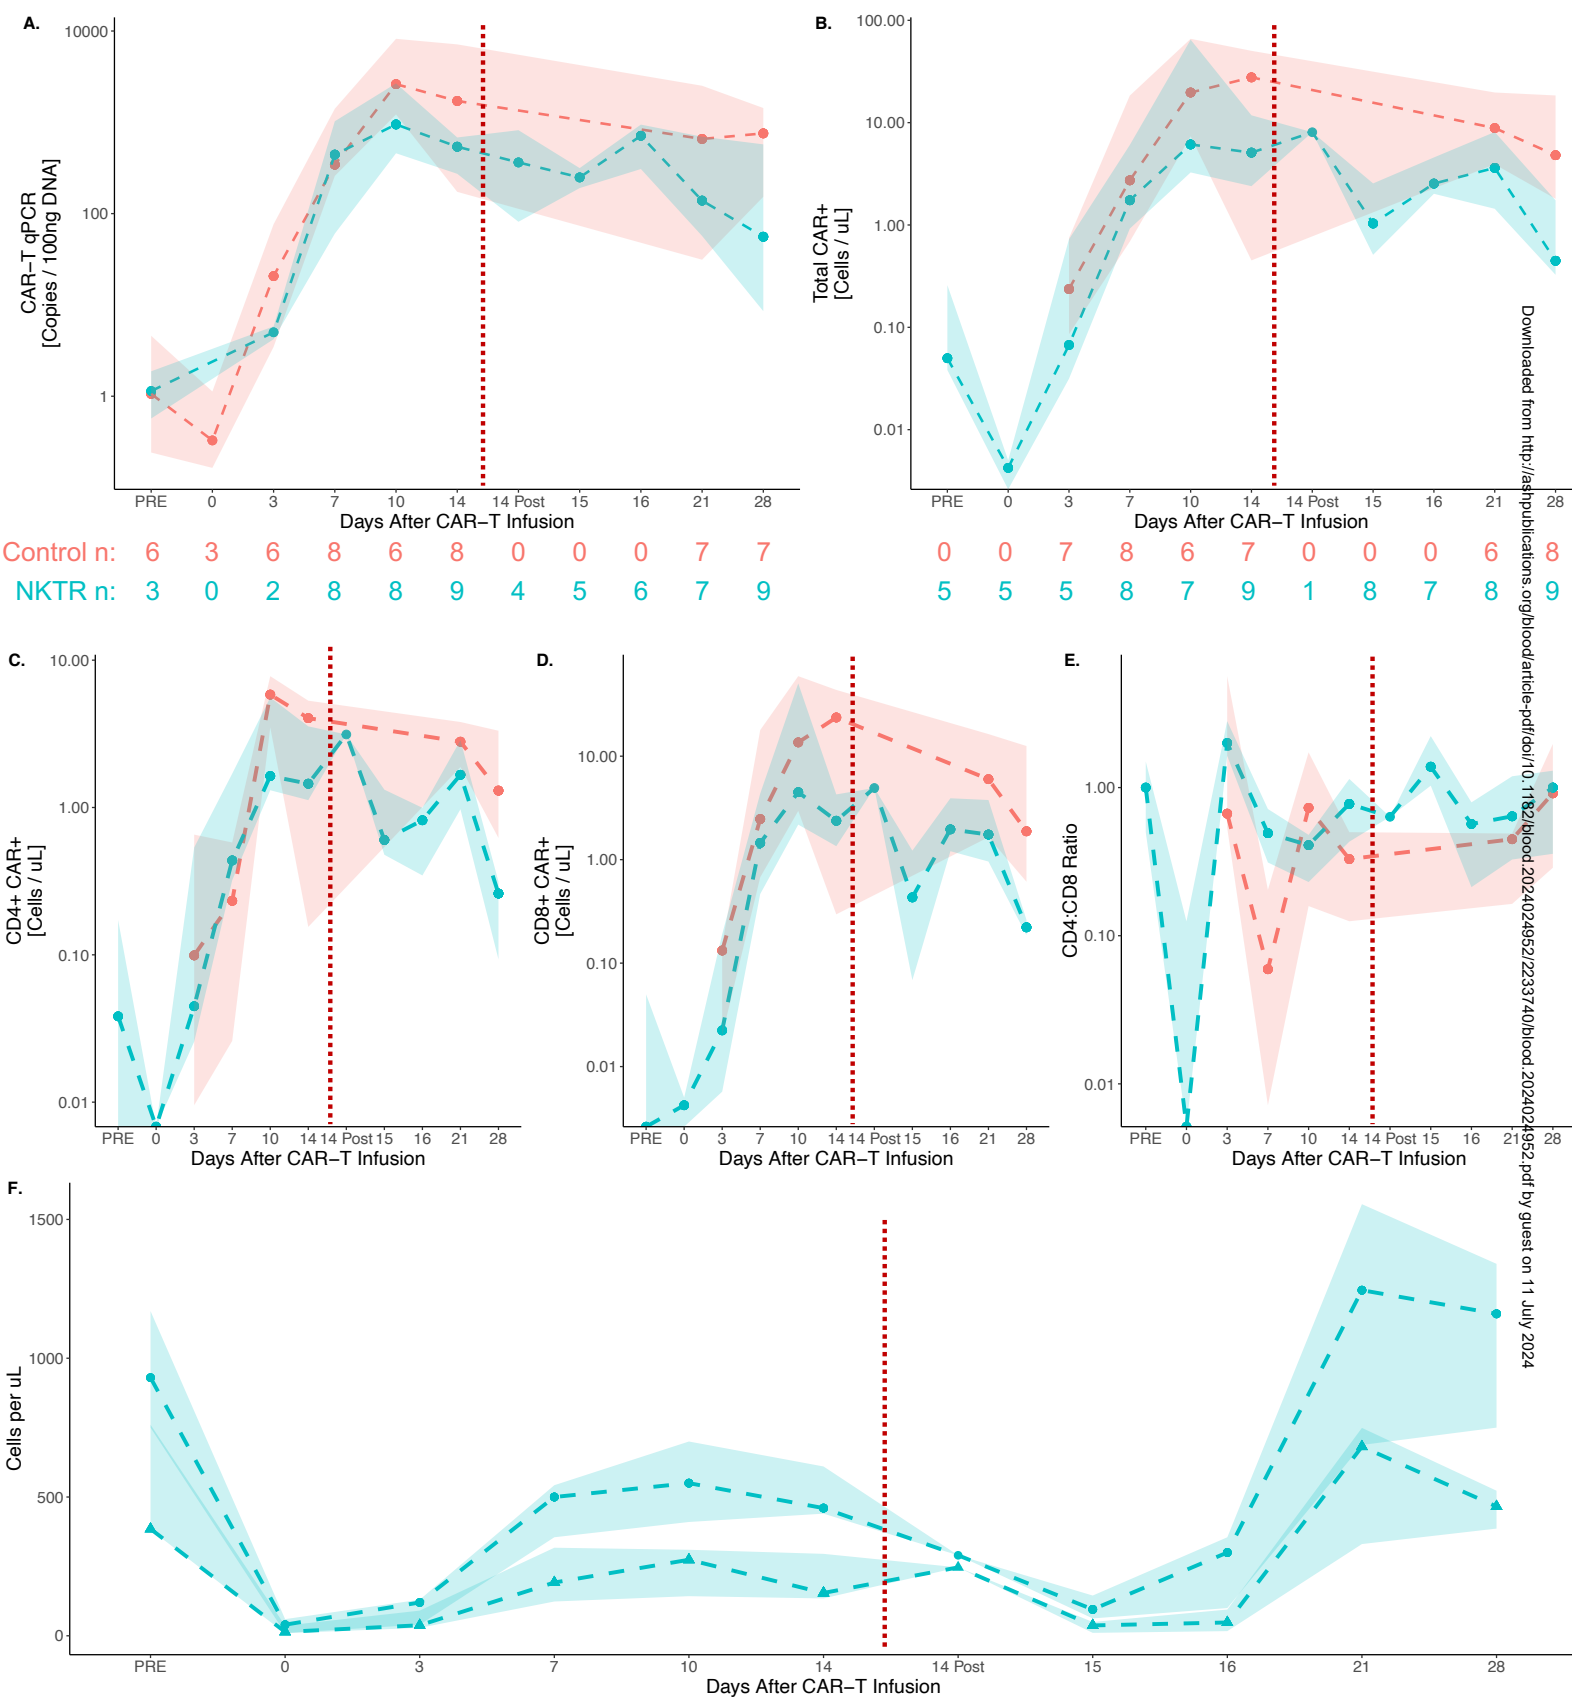 A.
10000
100
1
CAR−T qPCR
[Copies / 100ng DNA]
PRE 0 3 7 10 14 14 Post 15 16 21 28
Days After CAR−T Infusion
B.
100.00
10.00
1.00
0.10
0.01
Total CAR+
[Cells / uL]
PRE 0 3 7 10 14 14 Post 15 16 21 28
Days After CAR−T Infusion
Control n: 6 3 6 8 6 8 0 0 0 7 7
0 0 7 8 6 7 0 0 0 6 8
NKTR n: 3 0 2 8 8 9 4 5 6 7 9
5 5 5 8 7 9 1 8 7 8 9
C.
10.00
1.00
0.10
0.01
CD4+ CAR+
[Cells / uL]
PRE 0 3 7 10 14 14 Post 15 16 21 28
Days After CAR−T Infusion
D.
10.00
1.00
0.10
0.01
CD8+ CAR+
[Cells / uL]
PRE 0 3 7 10 14 14 Post 15 16 21 28
Days After CAR−T Infusion
E.
1.00
0.10
0.01
CD4:CD8 Ratio
PRE 0 3 7 10 14 14 Post 15 16 21 28
Days After CAR−T Infusion
F.
1500
1000
500
0
Cells per uL
PRE 0 3 7 10 14 14 Post 15 16 21 28
Days After CAR−T Infusion
Downloaded from http://ashpublications.org/blood/article-pdf/doi/10.1182/blood.2024024952/2233740/blood.2024024952.pdf by guest on 11 July 2024